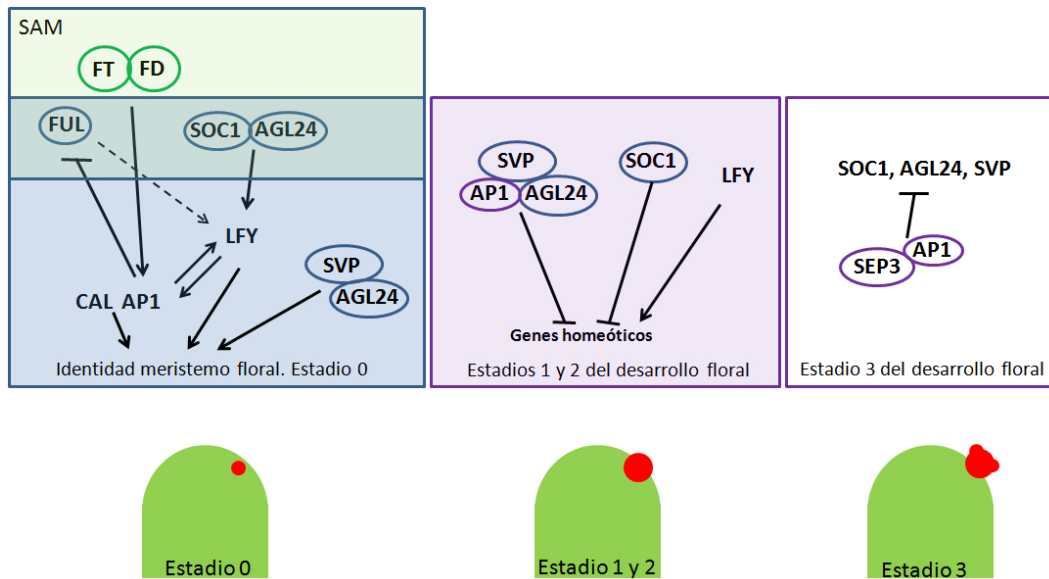 SAM
FT FD
FUL
SOC1 AGL24
LFY
SVP
AGL24
CAL AP1
Identidad meristemo floral. Estadio 0
SVP
AP1 AGL24
SOC1
LFY
Genes homeóticos
Estadios 1 y 2 del desarrollo floral
SOC1, AGL24, SVP
SEP3 AP1
Estadio 3 del desarrollo floral
Estadio 0
Estadio 1 y 2
Estadio 3